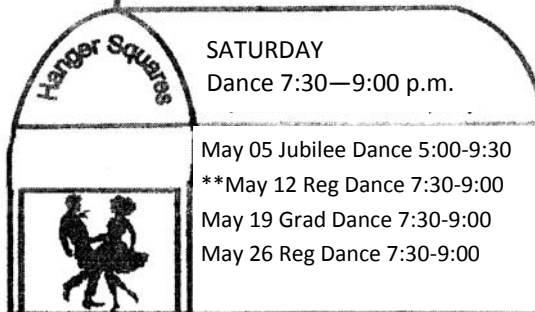 Hanger Squares
SATURDAY
Dance 7:30—9:00 p.m.
May 05 Jubilee Dance 5:00-9:30
**May 12 Reg Dance 7:30-9:00
May 19 Grad Dance 7:30-9:00
May 26 Reg Dance 7:30-9:00